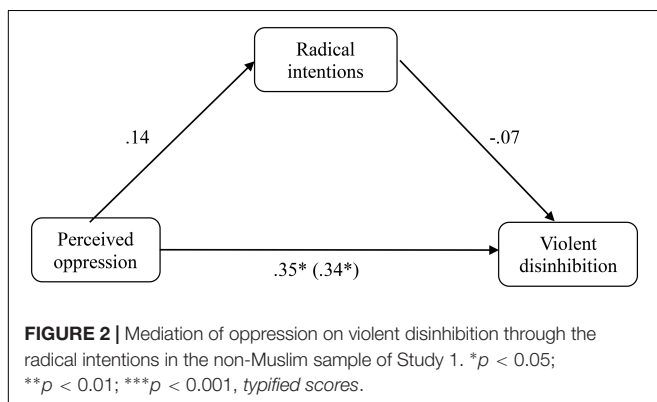 Radical
intentions
.14
-.07
Perceived
oppression
Violent
disinhibition
.35* (.34*)
FIGURE 2 | Mediation of oppression on violent disinhibition through the
radical intentions in the non-Muslim sample of Study 1. *p < 0.05;
**p < 0.01; ***p < 0.001, typified scores.